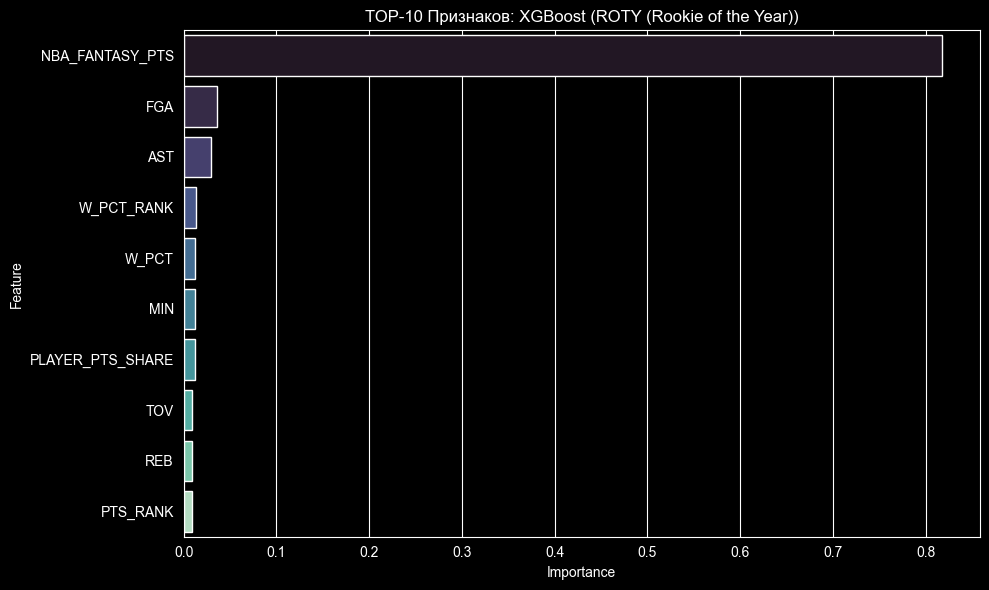 TOP-10 Признаков: XGBoost (ROTY (Rookie of the Year))
NBA_FANTASY_PTS
FGA
AST
W_PCT_RANK
W_PCT
MIN
PLAYER_PTS_SHARE
TOV
REB
PTS_RANK
Feature
0.0 0.1 0.2 0.3 0.4 0.5 0.6 0.7 0.8
Importance